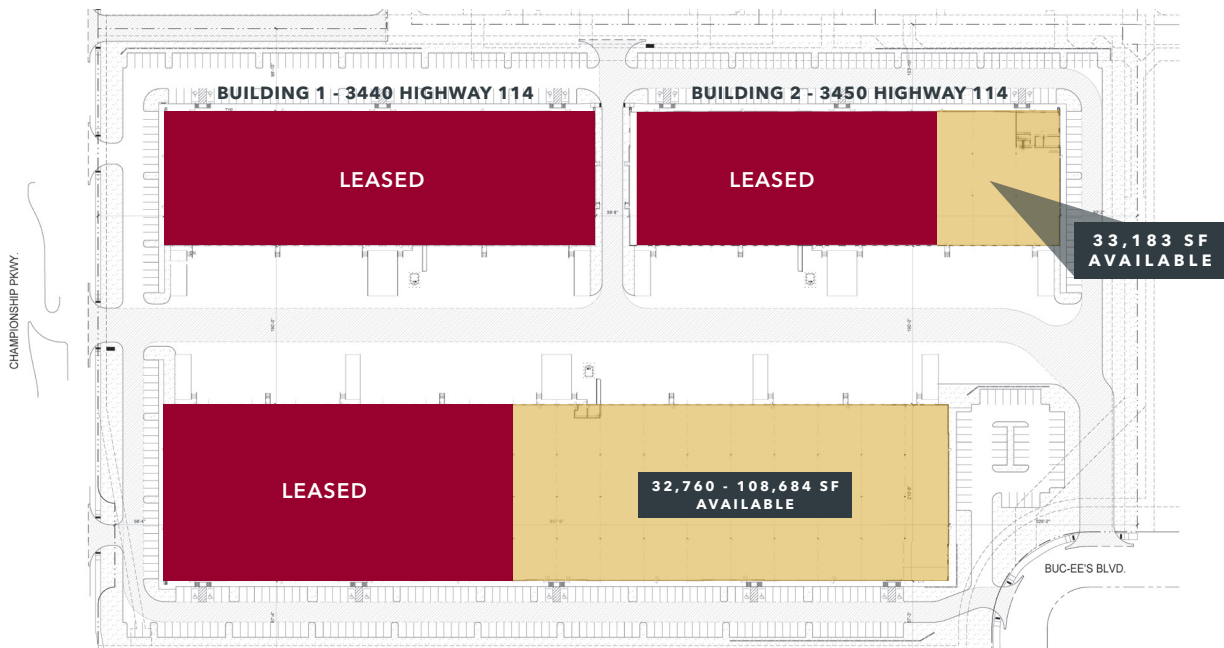 BUILDING 1 - 3440 HIGHWAY 114
BUILDING 2 - 3450 HIGHWAY 114
LEASED
LEASED
33,183 SF
AVAILABLE
CHAMPIONSHIP PKWY.
LEASED
32,760 - 108,684 SF
AVAILABLE
BUC-EE'S BLVD.